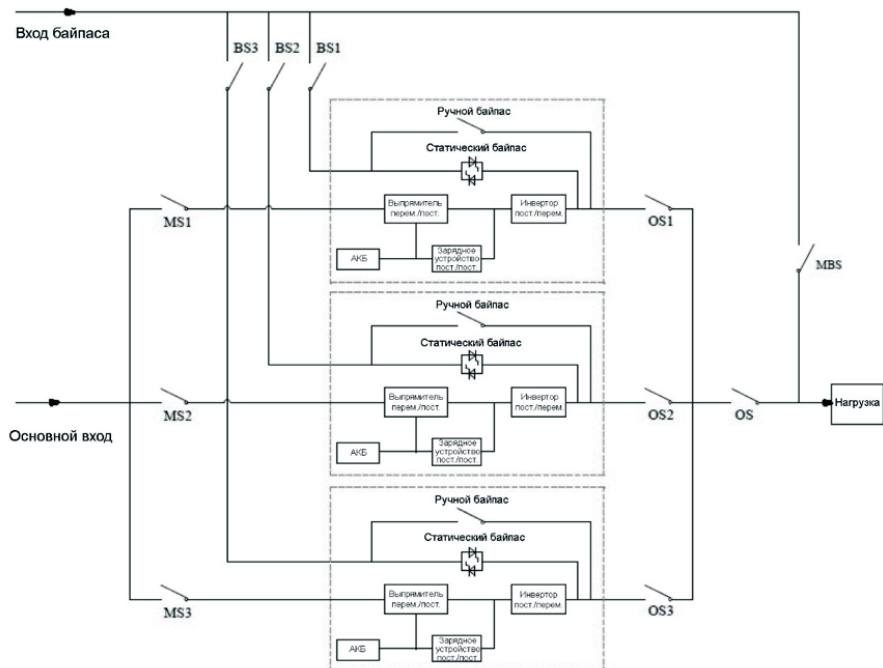 Вход байпаса
BS3
BS2
BS1
Ручной байпас
Статический байпас
MS1
Выпрямитель
перем./пост.
Инвертор
пост./перем.
OS1
АКБ
Зарядное
устройство
пост./пост.
MBS
Ручной байпас
Статический байпас
MS2
Выпрямитель
перем./пост.
Инвертор
пост./перем.
OS2
OS
Нагрузка
Основной вход
АКБ
Зарядное
устройство
пост./пост.
Ручной байпас
Статический байпас
MS3
Выпрямитель
перем./пост.
Инвертор
пост./перем.
OS3
АКБ
Зарядное
устройство
пост./пост.